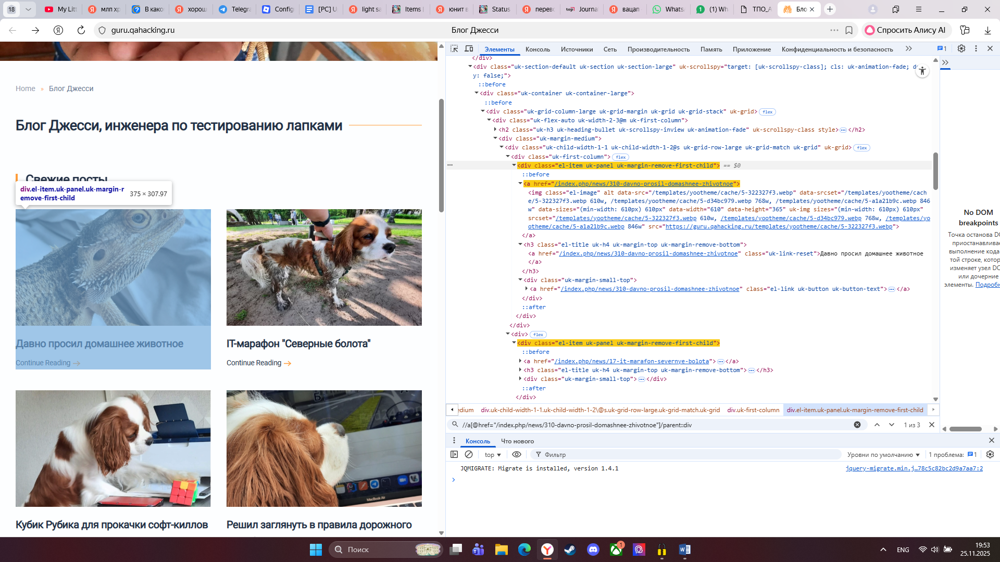 18
My Litt
млп хр
В како
хорош
Telegra
Config
[PC] U
light sa
Items
юнит в
Status
перевс
Journa
вацап
Whats
(1) Wh
ТПО_А
Бло
guru.qahacking.ru
Блог Джесси
Спросить Алису AI
Home » Блог Джесси
Блог Джесси, инженера по тестированию лапками
Свежие посты
div.el-item.uk-panel.uk-margin-r
emove-first-child
375 × 307.97
Давно просил домашнее животное
Continue Reading
IT-марафон "Северные болота"
Continue Reading
MacBook Air
Кубик Рубика для прокачки софт-киллов
Решил заглянуть в правила дорожного
Элементы Консоль Источники Сеть Производительность Память Приложение Конфиденциальность и безопасность
1
</div>
<div class="uk-section-default uk-section uk-section-large" uk-scrollspy="target: [uk-scrollspy-class]; cls: uk-animation-fade; de
y: false;">
::before
<div class="uk-container uk-container-large">
::before
<div class="uk-grid-column-large uk-grid-margin uk-grid uk-grid-stack" uk-grid> flex
<div class="uk-flex-auto uk-width-2-3@m uk-first-column">
<h2 class="uk-h3 uk-heading-bullet uk-scrollspy-inview uk-animation-fade" uk-scrollspy-class style>…</h2>
<div class="uk-margin-medium">
<div class="uk-child-width-1-1 uk-child-width-1-2@s uk-grid-row-large uk-grid-match uk-grid" uk-grid> flex
<div class="uk-first-column"> flex
… <div class="el-item uk-panel uk-margin-remove-first-child"> == $0
::before
<a href="/index.php/news/310-davno-prosil-domashnee-zhivotnoe">
<img class="el-image" alt data-src="/templates/yootheme/cache/5-322327f3.webp" data-srcset="/templates/yootheme/cach
e/5-322327f3.webp 610w, /templates/yootheme/cache/5-d34bc979.webp 768w, /templates/yootheme/cache/5-a1a21b9c.webp 846
w" data-sizes="(min-width: 610px) 610px" data-width="610" data-height="365" uk-img sizes="(min-width: 610px) 610px"
srcset="/templates/yootheme/cache/5-322327f3.webp 610w, /templates/yootheme/cache/5-d34bc979.webp 768w, /templates/yo
otheme/cache/5-a1a21b9c.webp 846w" src="https://guru.qahacking.ru/templates/yootheme/cache/5-322327f3.webp">
</a>
<h3 class="el-title uk-h4 uk-margin-top uk-margin-remove-bottom">
<a href="/index.php/news/310-davno-prosil-domashnee-zhivotnoe" class="uk-link-reset">Давно просил домашнее животное
</a>
</h3>
<div class="uk-margin-small-top">
<a href="/index.php/news/310-davno-prosil-domashnee-zhivotnoe" class="el-link uk-button uk-button-text">…</a>
</div>
::after
</div>
</div>
<div> flex
<div class="el-item uk-panel uk-margin-remove-first-child">
::before
<a href="/index.php/news/17-it-marafon-severnye-bolota">…</a>
<h3 class="el-title uk-h4 uk-margin-top uk-margin-remove-bottom">…</h3>
<div class="uk-margin-small-top">…</div>
::after
</div>
edium div.uk-child-width-1-1.uk-child-width-1-2\@s.uk-grid-row-large.uk-grid-match.uk-grid div.uk-first-column div.el-item.uk-panel.uk-margin-remove-first-child
//a[@href="/index.php/news/310-davno-prosil-domashnee-zhivotnoe"]/parent::div
1 из 3
No DOM
breakpoints
Точка останова DO
приостанавливае
выполнение кода
той строке, котор
изменяет узел DO
или дочерние
элементы. Подробн
Консоль Что нового
top Фильтр Уровни по умолчанию 1 проблема: 1
JQMIGRATE: Migrate is installed, version 1.4.1
jquery-migrate.min.j…78c5c82bc2d9a7aa7:2
Поиск
1
ENG
19:53
25.11.2025